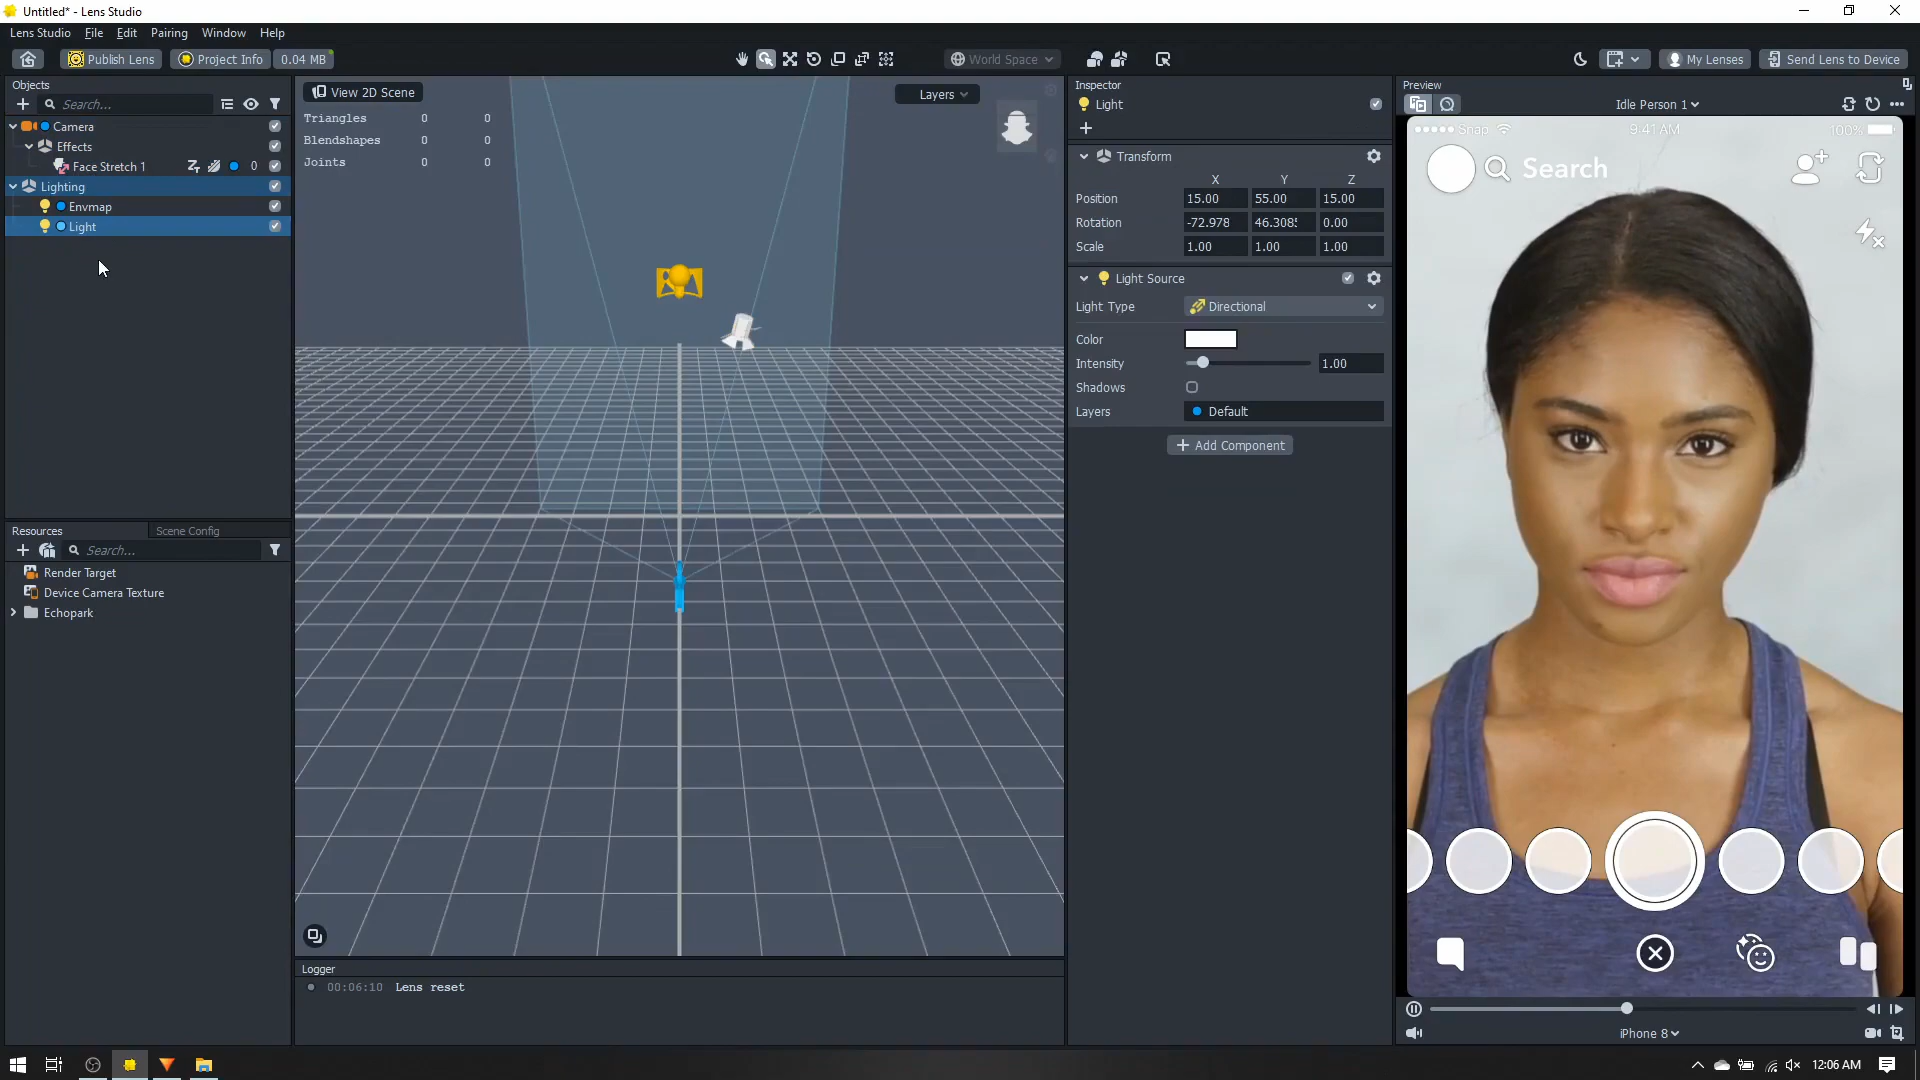 Untitled* - Lens Studio
Lens Studio File Edit Pairing Window Help
Publish Lens Project Info 0.04 MB World Space My Lenses Send Lens to Device
Objects
Search...
Camera
Effects
Face Stretch 1 0
Lighting
Envmap
Light
Resources Scene Config
Search...
Render Target
Device Camera Texture
Echopark
View 2D Scene Layers
Triangles 0 0
Blendshapes 0 0
Joints 0 0
Logger
00:06:10 Lens reset
Inspector
Light
Transform
X Y Z
Position 15.00 55.00 15.00
Rotation -72.978 46.3085 0.00
Scale 1.00 1.00 1.00
Light Source
Light Type Directional
Color
Intensity 1.00
Shadows
Layers Default
+ Add Component
Preview
Idle Person 1
Snap 9:41 AM 100%
Search
iPhone 8
12:06 AM